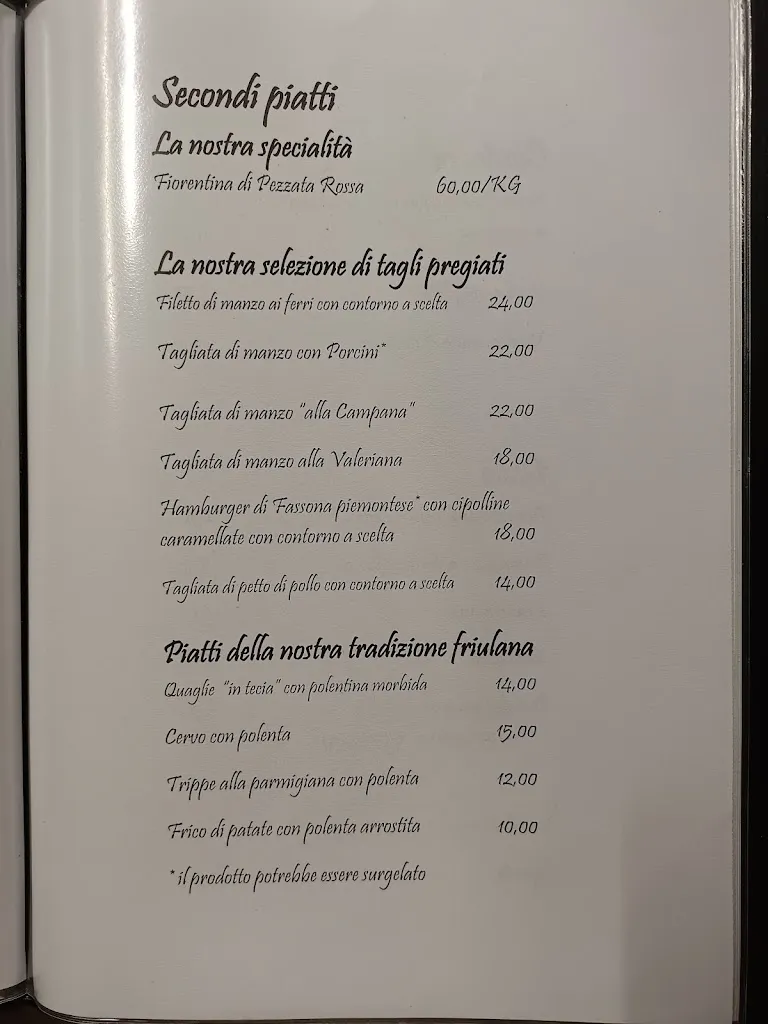 Secondi piatti
La nostra specialità
Fiorentina di Pezzata Rossa 60,00/KG
La nostra selezione di tagli pregiati
Filetto di manzo ai ferri con contorno a scelta 24,00
Tagliata di manzo con Porcini* 22,00
Tagliata di manzo "alla Campana" 22,00
Tagliata di manzo alla Valeriana 18,00
Hamburger di Fassona piemontese* con cipolline
caramellate con contorno a scelta 18,00
Tagliata di petto di pollo con contorno a scelta 14,00
Piatti della nostra tradizione friulana
Quaglie "in tecia" con polentina morbida 14,00
Cervo con polenta 15,00
Trippe alla parmigiana con polenta 12,00
Frico di patate con polenta arrostita 10,00
* il prodotto potrebbe essere surgelato